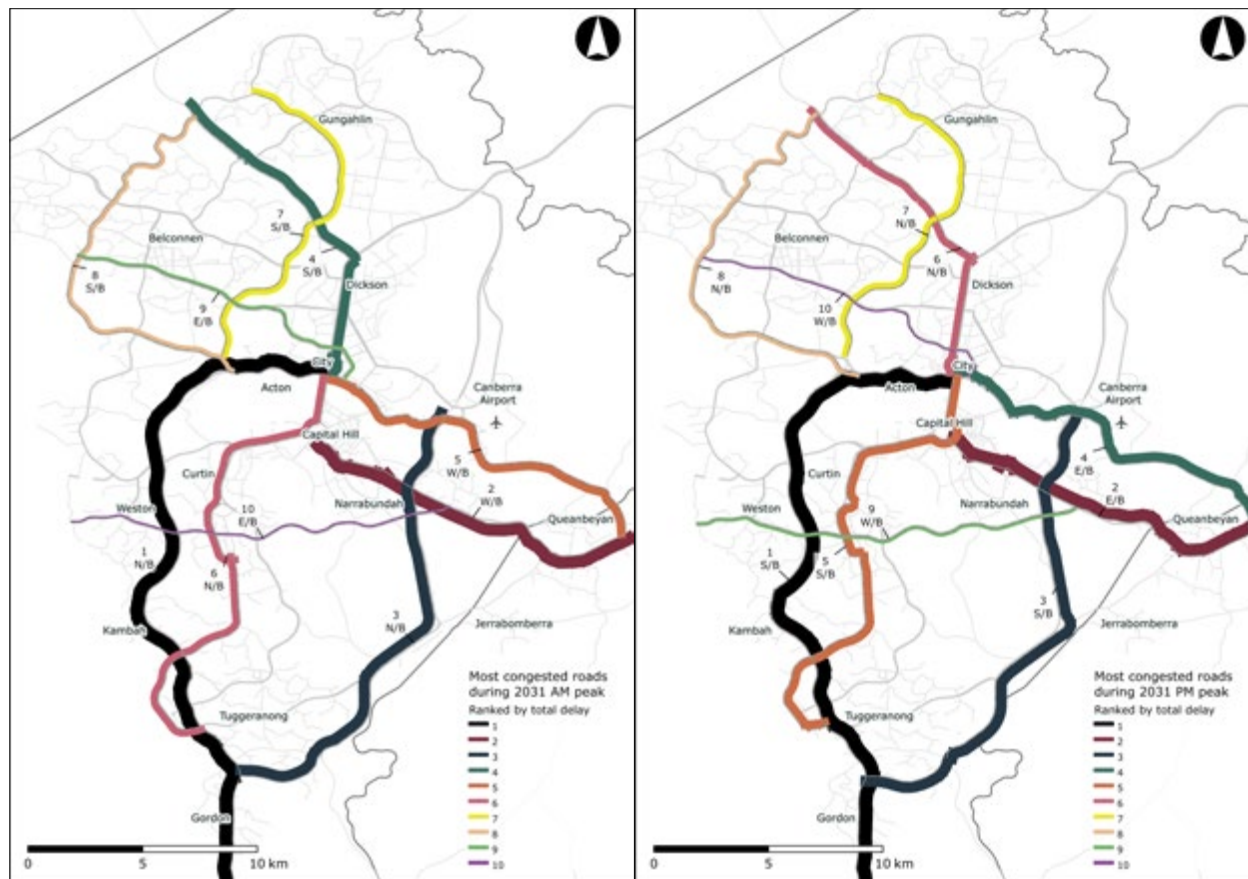 Gungahlin
7
S/B
Belconnen
4
S/B
8
S/B
Dickson
9
E/B
City
Acton
Canberra
Airport
Capital Hill
5
W/B
Curtin
2
W/B
Weston
10
E/B
Narrabundah
Queanbeyan
1
N/B
6
N/B
3
N/B
Kambah
Jerrabomberra
Most congested roads
during 2031 AM peak
Ranked by total delay
1
2
3
4
5
6
7
8
9
10
Tuggeranong
Gordon
0 5 10 km
Gungahlin
7
N/B
Belconnen
6
N/B
8
N/B
Dickson
10
W/B
City
Acton
Canberra
Airport
Capital Hill
4
E/B
Curtin
2
E/B
Weston
9
W/B
Narrabundah
Queanbeyan
1
S/B
5
S/B
3
S/B
Kambah
Jerrabomberra
Most congested roads
during 2031 PM peak
Ranked by total delay
1
2
3
4
5
6
7
8
9
10
Tuggeranong
Gordon
0 5 10 km